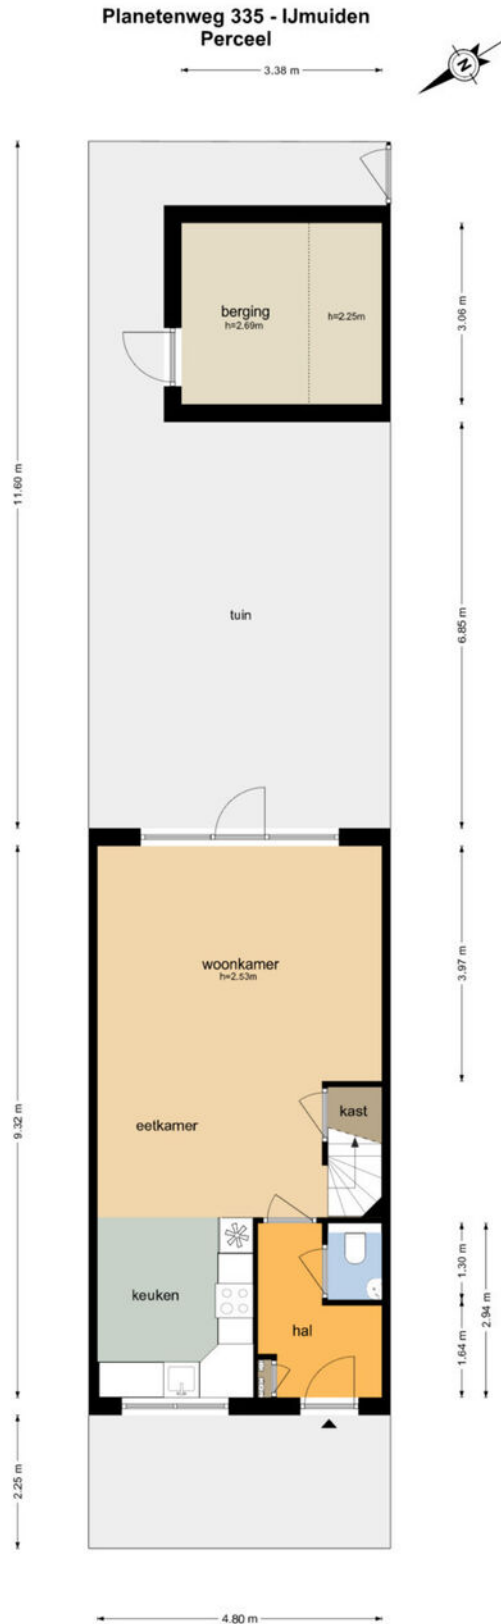 Planetenweg 335 - IJmuiden
Perceel
3.38 m
N
11.60 m
3.06 m
berging
h=2.69m
h=2.25m
6.85 m
tuin
9.32 m
3.97 m
woonkamer
h=2.53m
eetkamer
kast
keuken
hal
1.30 m
1.64 m
2.94 m
2.25 m
4.80 m